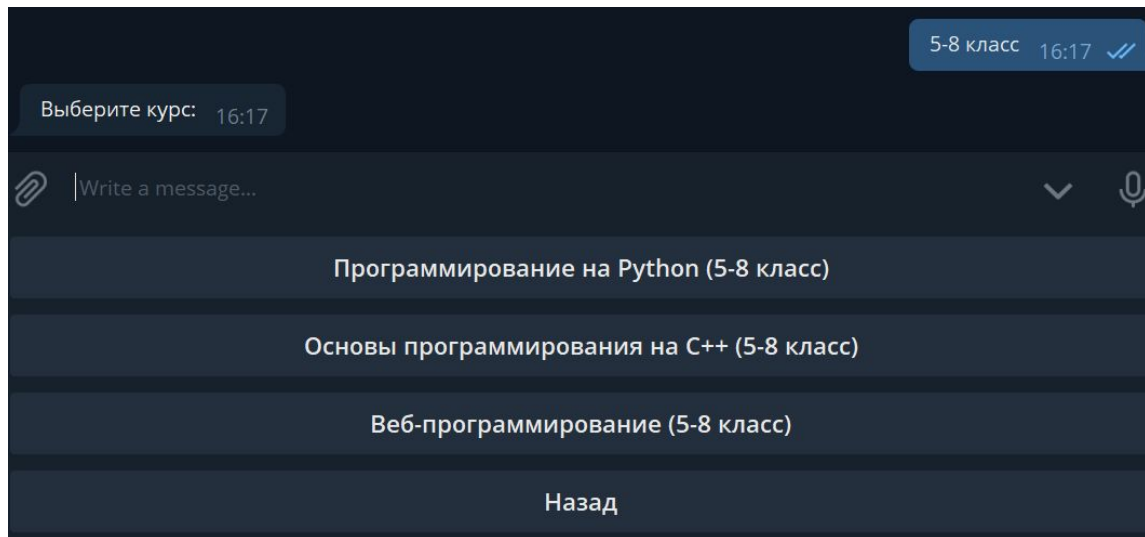 5-8 класс 16:17
Выберите курс: 16:17
Write a message...
Программирование на Python (5-8 класс)
Основы программирования на C++ (5-8 класс)
Веб-программирование (5-8 класс)
Назад